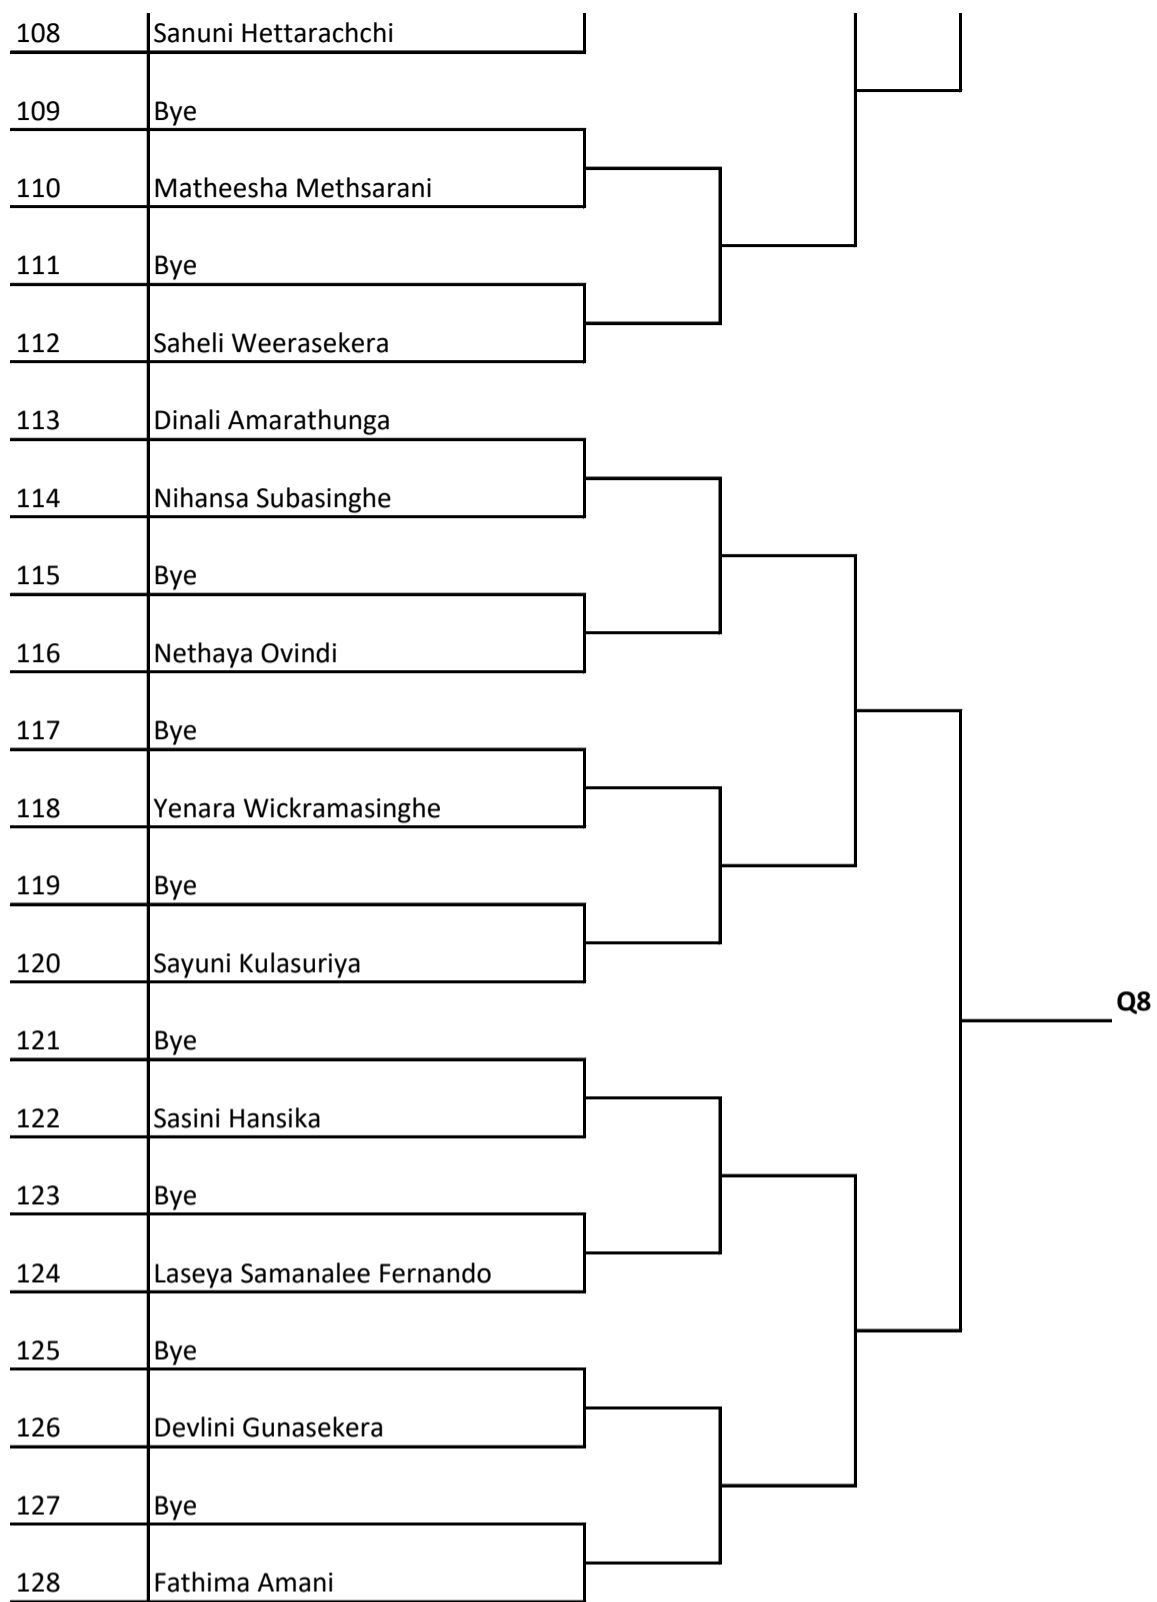 108 Sanuni Hettarachchi
109 Bye
110 Matheesha Methsarani
111 Bye
112 Saheli Weerasekera
113 Dinali Amarathunga
114 Nihansa Subasinghe
115 Bye
116 Nethaya Ovindi
117 Bye
118 Yenara Wickramasinghe
119 Bye
120 Sayuni Kulasuriya
Q8
121 Bye
122 Sasini Hansika
123 Bye
124 Laseya Samanalee Fernando
125 Bye
126 Devlini Gunasekera
127 Bye
128 Fathima Amani